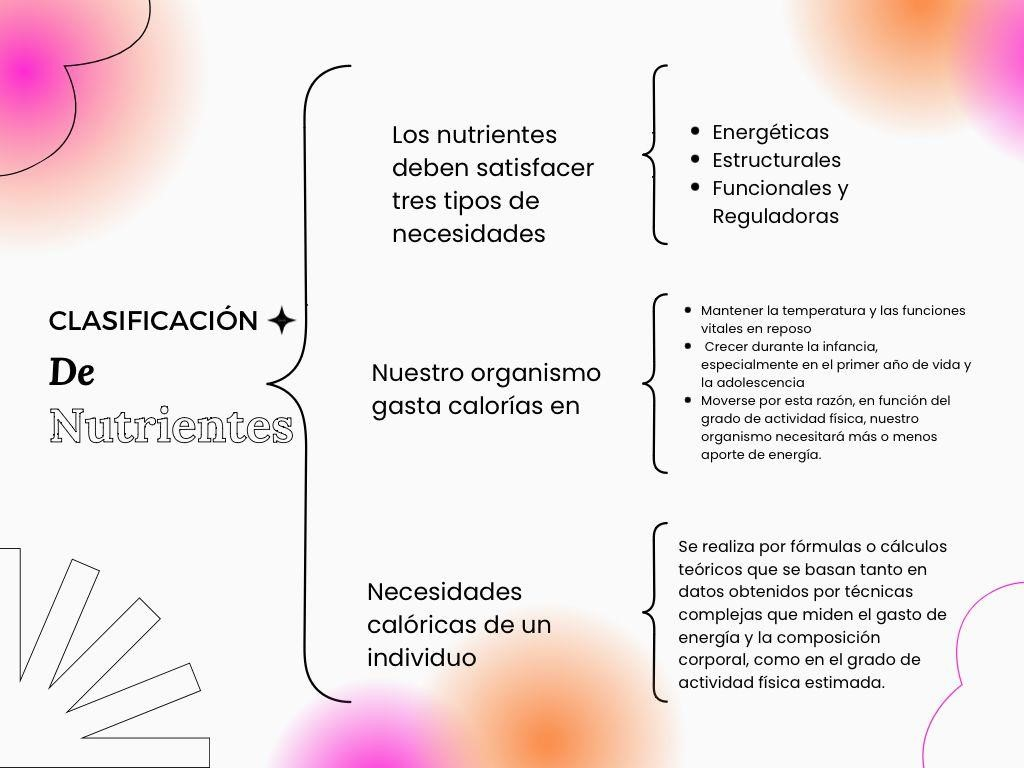 CLASIFICACIÓN
De
Nutrientes
Los nutrientes
deben satisfacer
tres tipos de
necesidades
Energéticas
Estructurales
Funcionales y
Reguladoras
Nuestro organismo
gasta calorías en
Mantener la temperatura y las funciones
vitales en reposo
Crecer durante la infancia,
especialmente en el primer año de vida y
la adolescencia
Moverse por esta razón, en función del
grado de actividad física, nuestro
organismo necesitará más o menos
aporte de energía.
Necesidades
calóricas de un
individuo
Se realiza por fórmulas o cálculos
teóricos que se basan tanto en
datos obtenidos por técnicas
complejas que miden el gasto de
energía y la composición
corporal, como en el grado de
actividad física estimada.